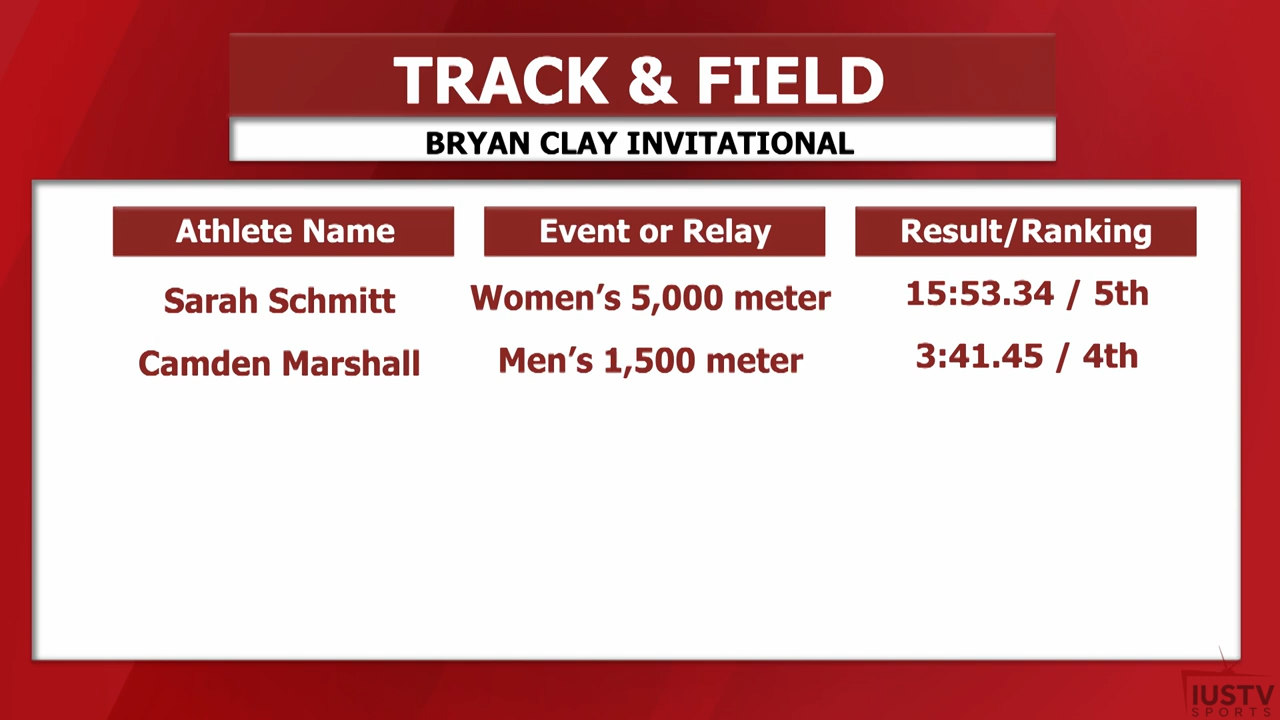 TRACK & FIELD
BRYAN CLAY INVITATIONAL
Athlete Name Event or Relay Result/Ranking
Sarah Schmitt Women’s 5,000 meter 15:53.34 / 5th
Camden Marshall Men’s 1,500 meter 3:41.45 / 4th
IUSTV
SPORTS